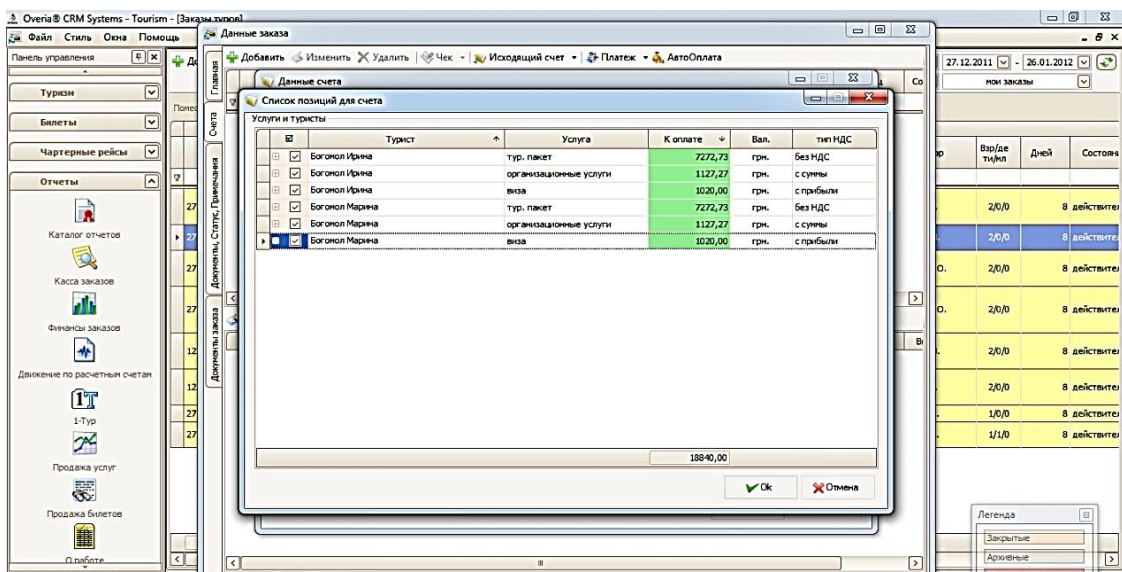 Overia® CRM Systems - Tourism - [Заказы туров]
Файл Стиль Окна Помощь
Панель управления
Туризм
Билеты
Чартерные рейсы
Отчеты
Каталог отчетов
Касса заказов
Финансы заказов
Движение по расчетным счетам
1-Тур
Продажа услуг
Продажа билетов
О работе
Данные заказа
Добавить Изменить Удалить Чек Исходящий счет Платеж АвтоОплата
Главная
Счета
Документы, Статус, Примечания
Документы заказа
Данные счета
Список позиций для счета
Услуги и туристы
Турист Услуга К оплате Вал. тип НДС
Богомол Ирина тур. пакет 7272,73 грн. без НДС
Богомол Ирина организационные услуги 1127,27 грн. с суммы
Богомол Ирина виза 1020,00 грн. с прибыли
Богомол Марина тур. пакет 7272,73 грн. без НДС
Богомол Марина организационные услуги 1127,27 грн. с суммы
Богомол Марина виза 1020,00 грн. с прибыли
18840,00
Ok Отмена
27.12.2011 - 26.01.2012
мои заказы
Взр/де
ти/мл Дней Состоян
27 2/0/0 8 действител
27 2/0/0 8 действител
27 О. 2/0/0 8 действител
27 О. 2/0/0 8 действител
12 2/0/0 8 действител
12 2/0/0 8 действител
27 1/0/0 8 действител
27 1/1/0 8 действител
Легенда
Закрытые
Архивные